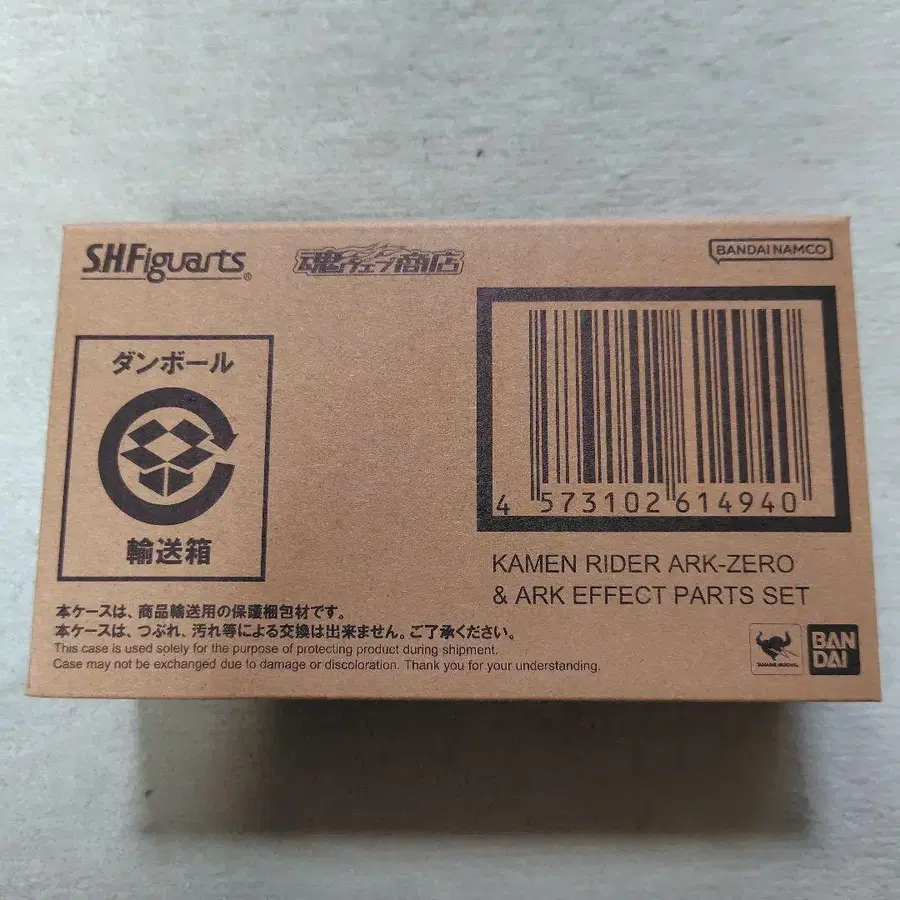 S.H.Figuarts®
魂ウェブ商店
BANDAI NAMCO
ダンボール
輸送箱
4 573102 614940
KAMEN RIDER ARK-ZERO
& ARK EFFECT PARTS SET
本ケースは、商品輸送用の保護梱包材です。
本ケースは、つぶれ、汚れ等による交換は出来ません。ご了承ください。
This case is used solely for the purpose of protecting product during shipment.
Case may not be exchanged due to damage or discoloration. Thank you for your understanding.
BAN
DAI